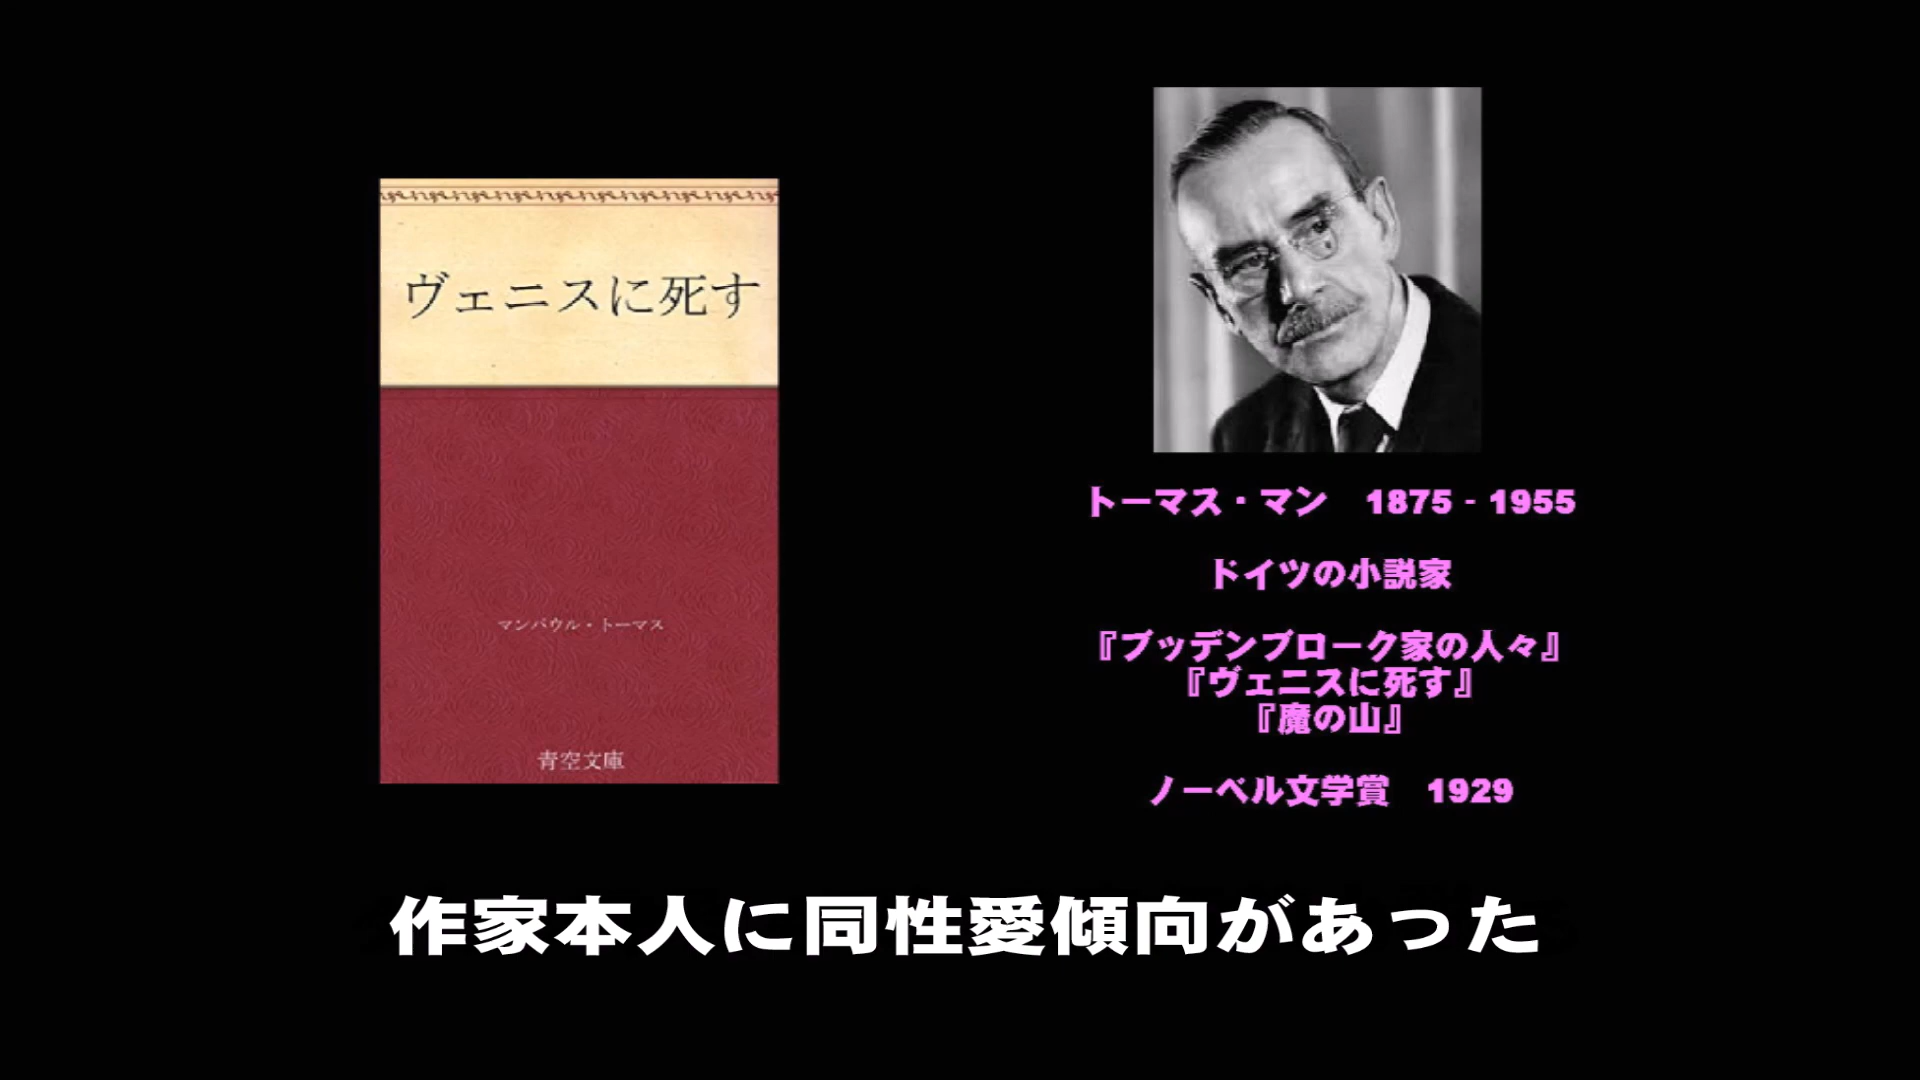 ヴェニスに死す
マンパウル・トーマス
青空文庫
トーマス・マン　1875 - 1955
ドイツの小説家
『ブッデンブローク家の人々』
『ヴェニスに死す』
『魔の山』
ノーベル文学賞　1929
作家本人に同性愛傾向があった